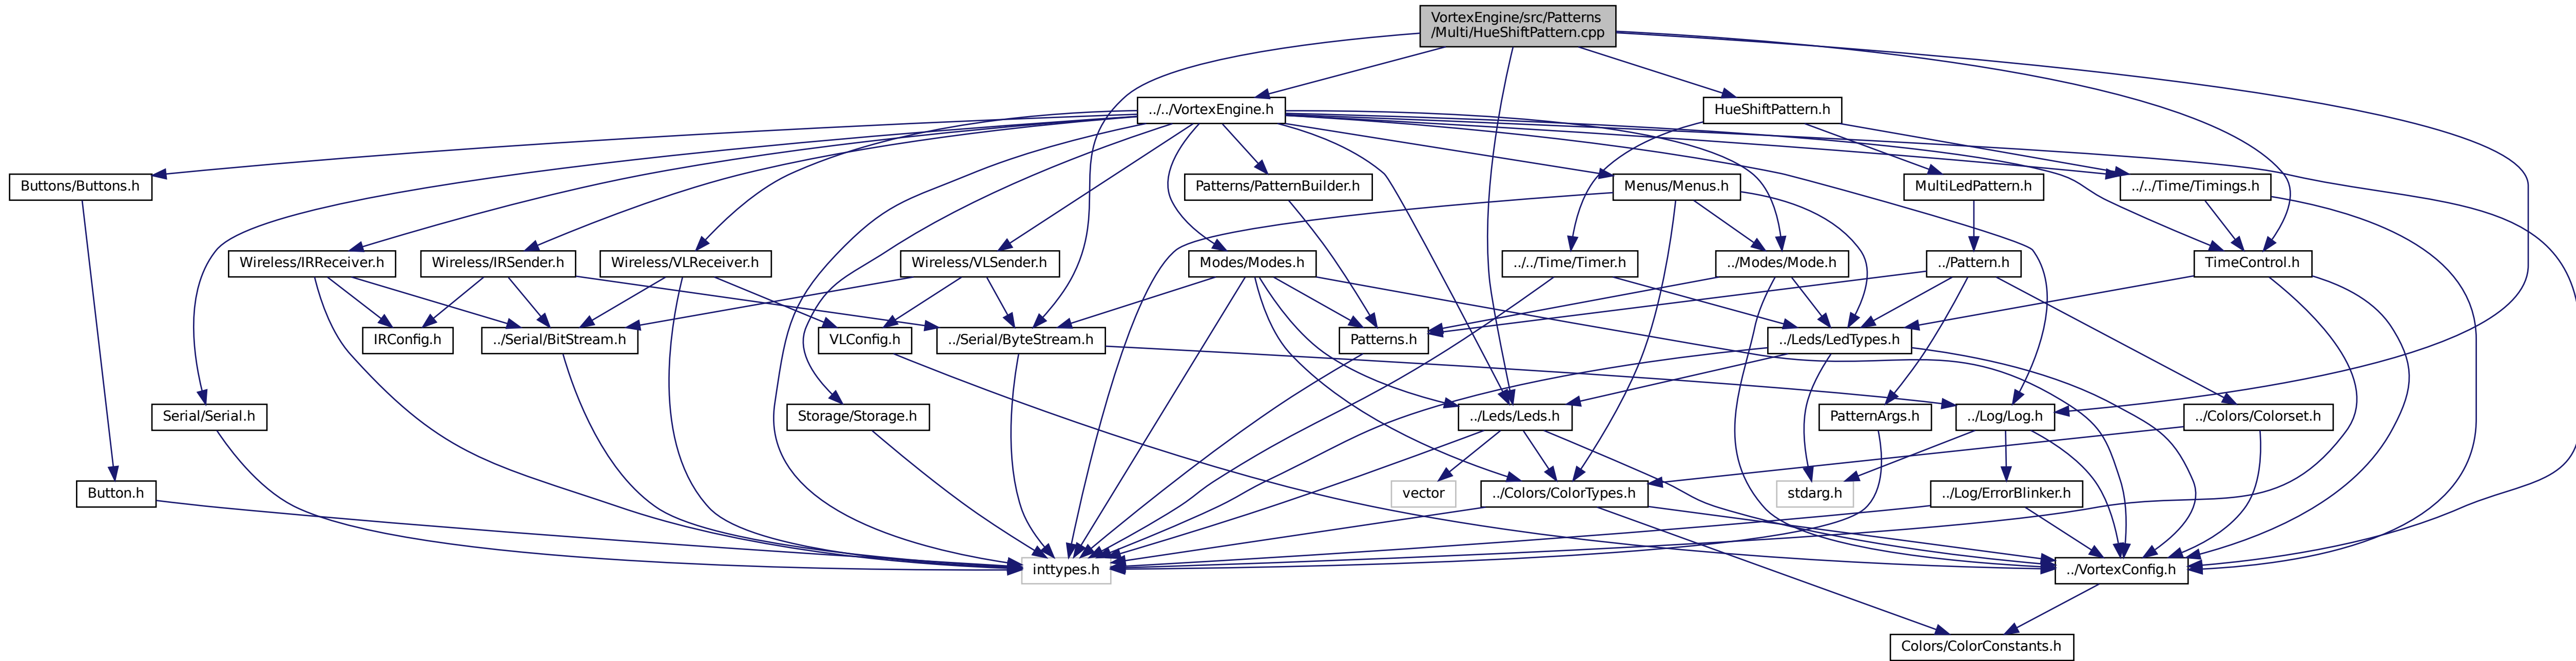 VortexEngine/src/Patterns
/Multi/HueShiftPattern.cpp
../../VortexEngine.h
HueShiftPattern.h
Buttons/Buttons.h
Patterns/PatternBuilder.h
Menus/Menus.h
MultiLedPattern.h
../../Time/Timings.h
Wireless/IRReceiver.h
Wireless/IRSender.h
Wireless/VLReceiver.h
Wireless/VLSender.h
Modes/Modes.h
../../Time/Timer.h
../Modes/Mode.h
../Pattern.h
TimeControl.h
IRConfig.h
../Serial/BitStream.h
VLConfig.h
../Serial/ByteStream.h
Patterns.h
../Leds/LedTypes.h
Serial/Serial.h
Storage/Storage.h
../Leds/Leds.h
PatternArgs.h
../Log/Log.h
../Colors/Colorset.h
Button.h
vector
../Colors/ColorTypes.h
stdarg.h
../Log/ErrorBlinker.h
inttypes.h
../VortexConfig.h
Colors/ColorConstants.h